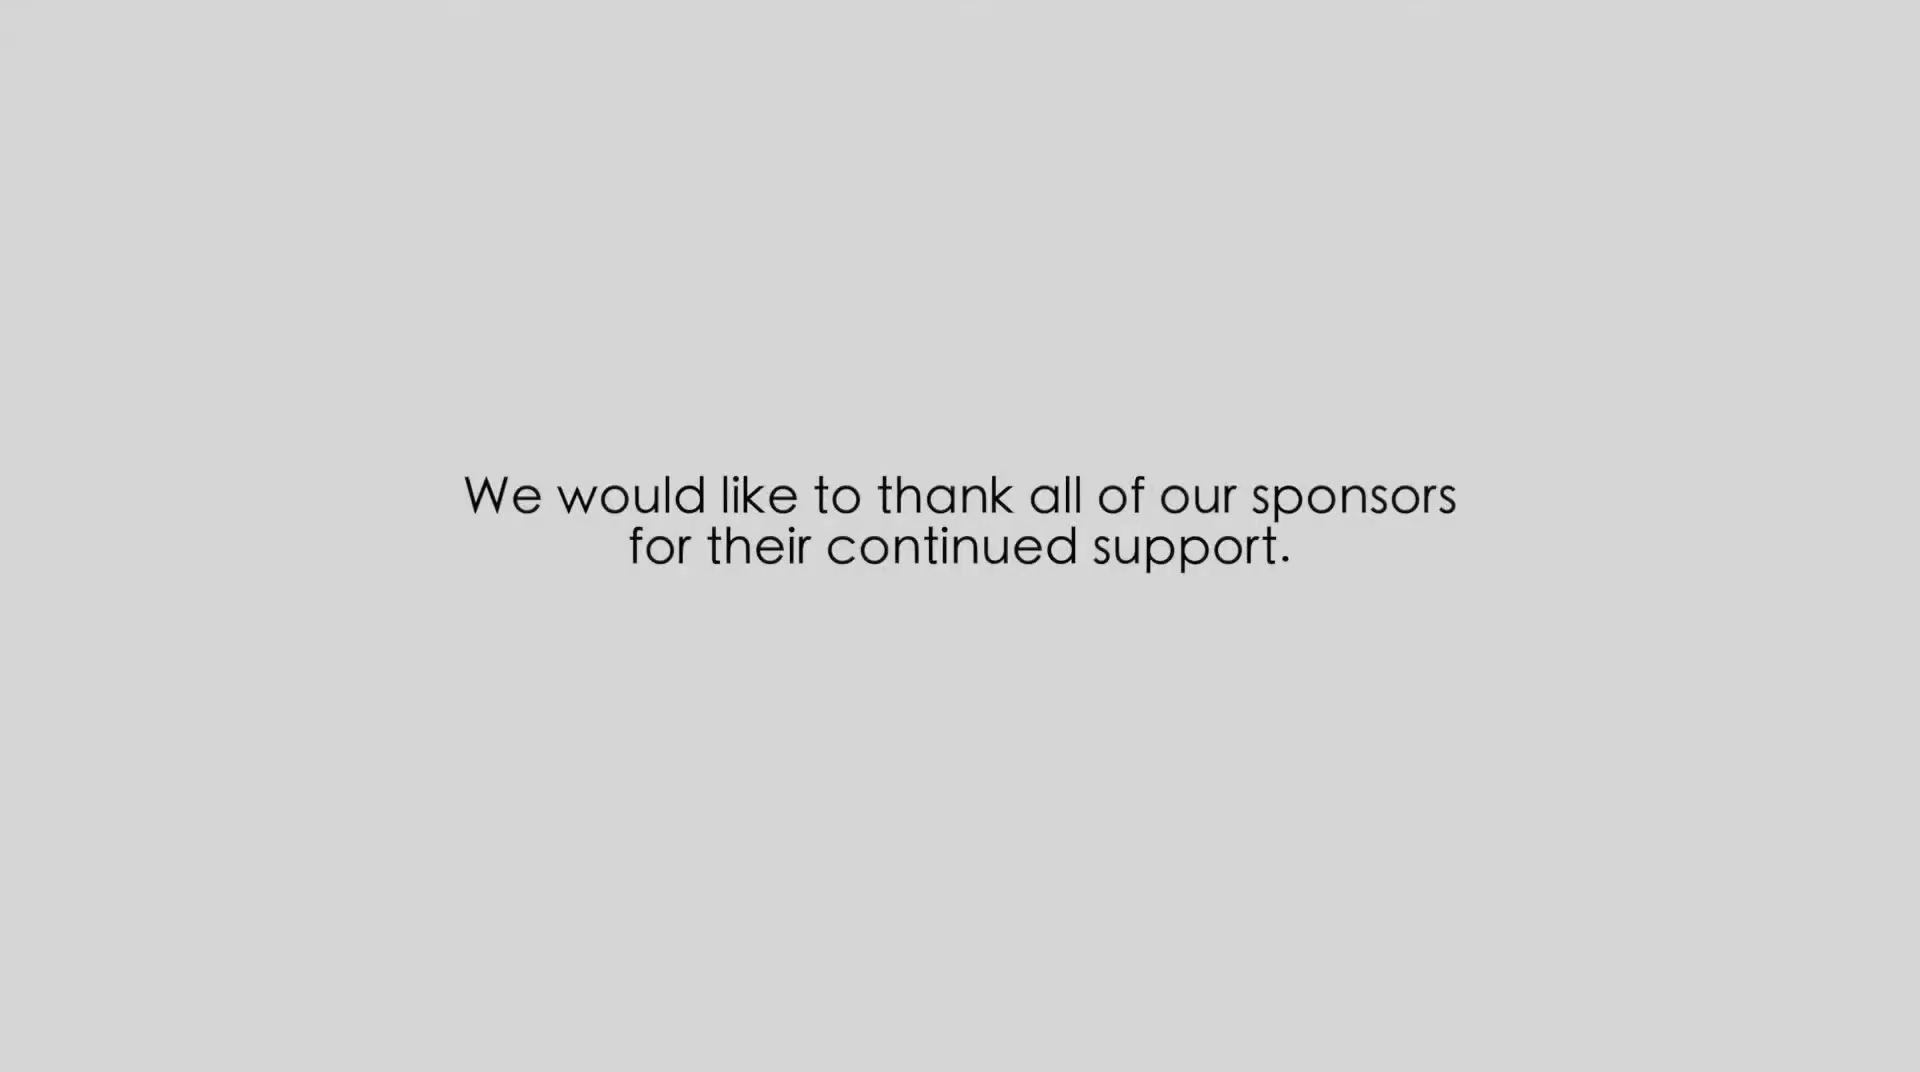 We would like to thank all of our sponsors
for their continued support.